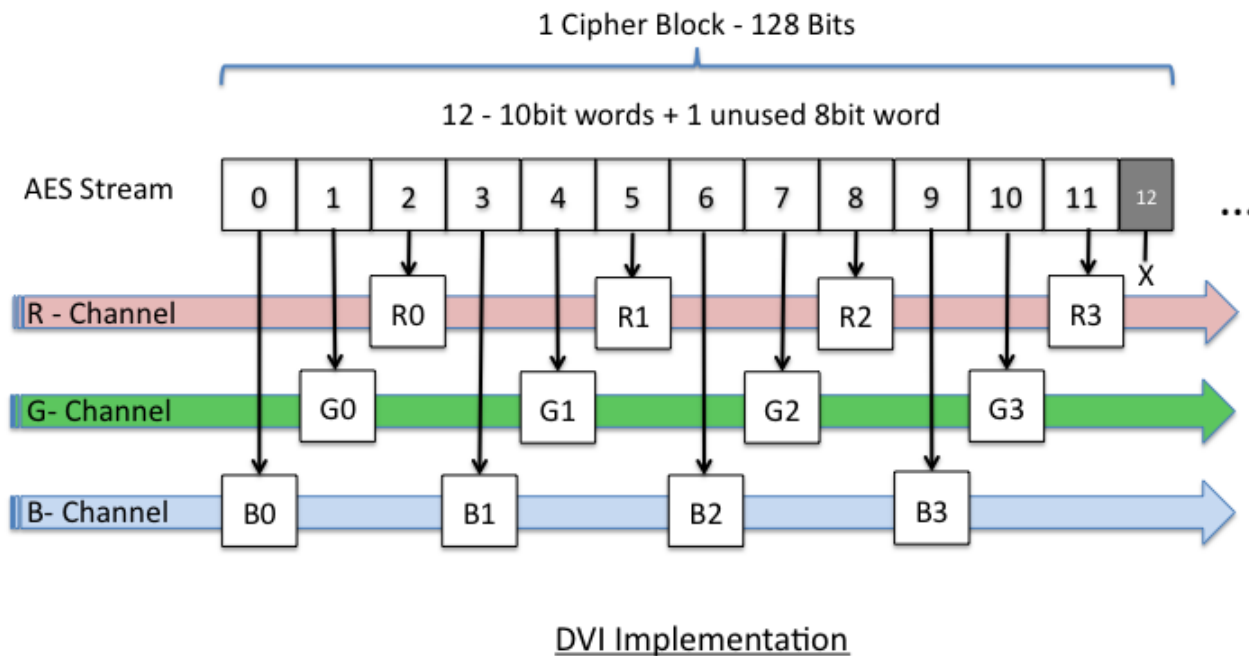 1 Cipher Block - 128 Bits
12 - 10bit words + 1 unused 8bit word
AES Stream 0 1 2 3 4 5 6 7 8 9 10 11 12 ...
X
R - Channel R0 R1 R2 R3
G- Channel G0 G1 G2 G3
B- Channel B0 B1 B2 B3
DVI Implementation